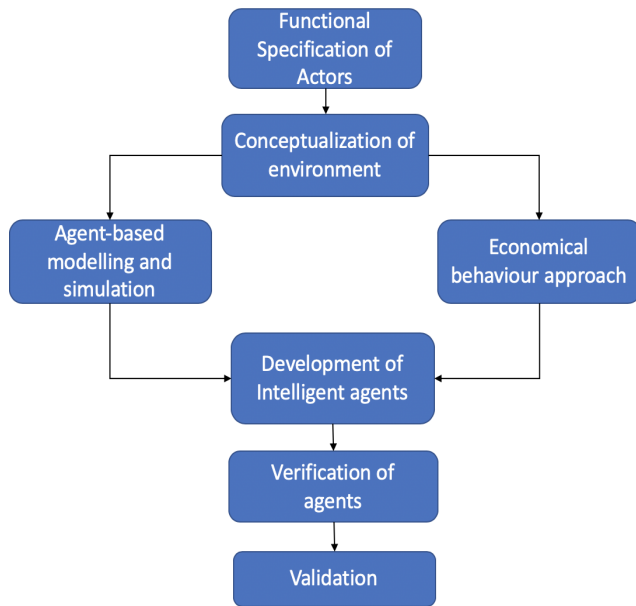 Functional
Specification of
Actors
Conceptualization of
environment
Agent-based
modelling and
simulation
Economical
behaviour approach
Development of
Intelligent agents
Verification of
agents
Validation